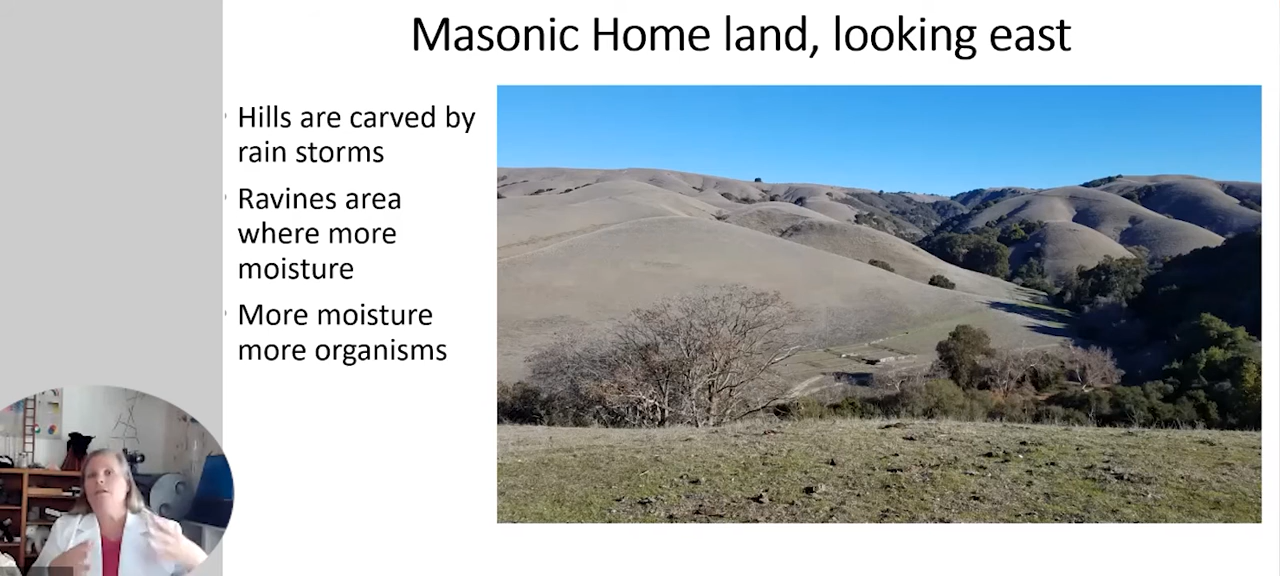 Masonic Home land, looking east
Hills are carved by
rain storms
Ravines area
where more
moisture
More moisture
more organisms